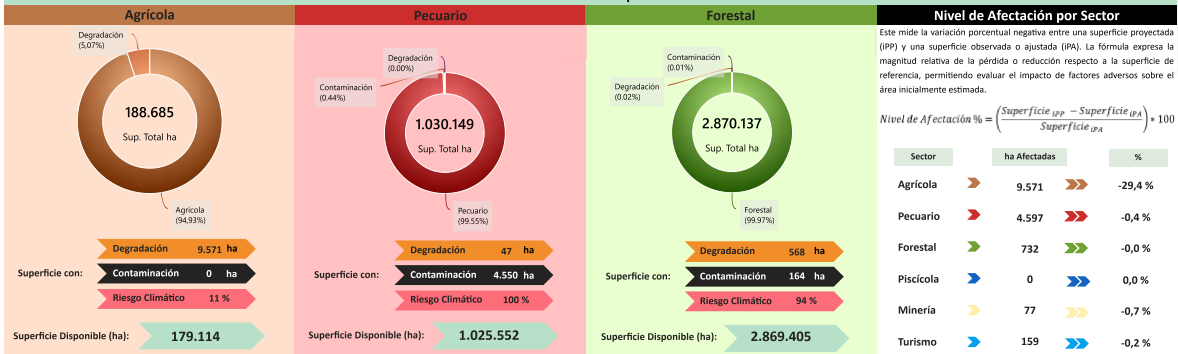 Agrícola
Degradación
(5,07%)
188.685
Sup. Total ha
Agrícola
(94,93%)
Superficie con:
Degradación 9.571 ha
Contaminación 0 ha
Riesgo Climático 11 %
Superficie Disponible (ha): 179.114
Pecuario
Degradación
(0.00%)
Contaminación
(0.44%)
1.030.149
Sup. Total ha
Pecuario
(99.55%)
Superficie con:
Degradación 47 ha
Contaminación 4.550 ha
Riesgo Climático 100 %
Superficie Disponible (ha): 1.025.552
Forestal
Contaminación
(0.01%)
Degradación
(0.02%)
2.870.137
Sup. Total ha
Forestal
(99.97%)
Superficie con:
Degradación 568 ha
Contaminación 164 ha
Riesgo Climático 94 %
Superficie Disponible (ha): 2.869.405
Nivel de Afectación por Sector
Este mide la variación porcentual negativa entre una superficie proyectada
(iPP) y una superficie observada o ajustada (iPA). La fórmula expresa la
magnitud relativa de la pérdida o reducción respecto a la superficie de
referencia, permitiendo evaluar el impacto de factores adversos sobre el
área inicialmente estimada.
Nivel de Afectación % = (Superficie iPP − Superficie iPA / Superficie iPA) * 100
Sector ha Afectadas %
Agrícola 9.571 -29,4 %
Pecuario 4.597 -0,4 %
Forestal 732 -0,0 %
Piscícola 0 0,0 %
Minería 77 -0,7 %
Turismo 159 -0,2 %